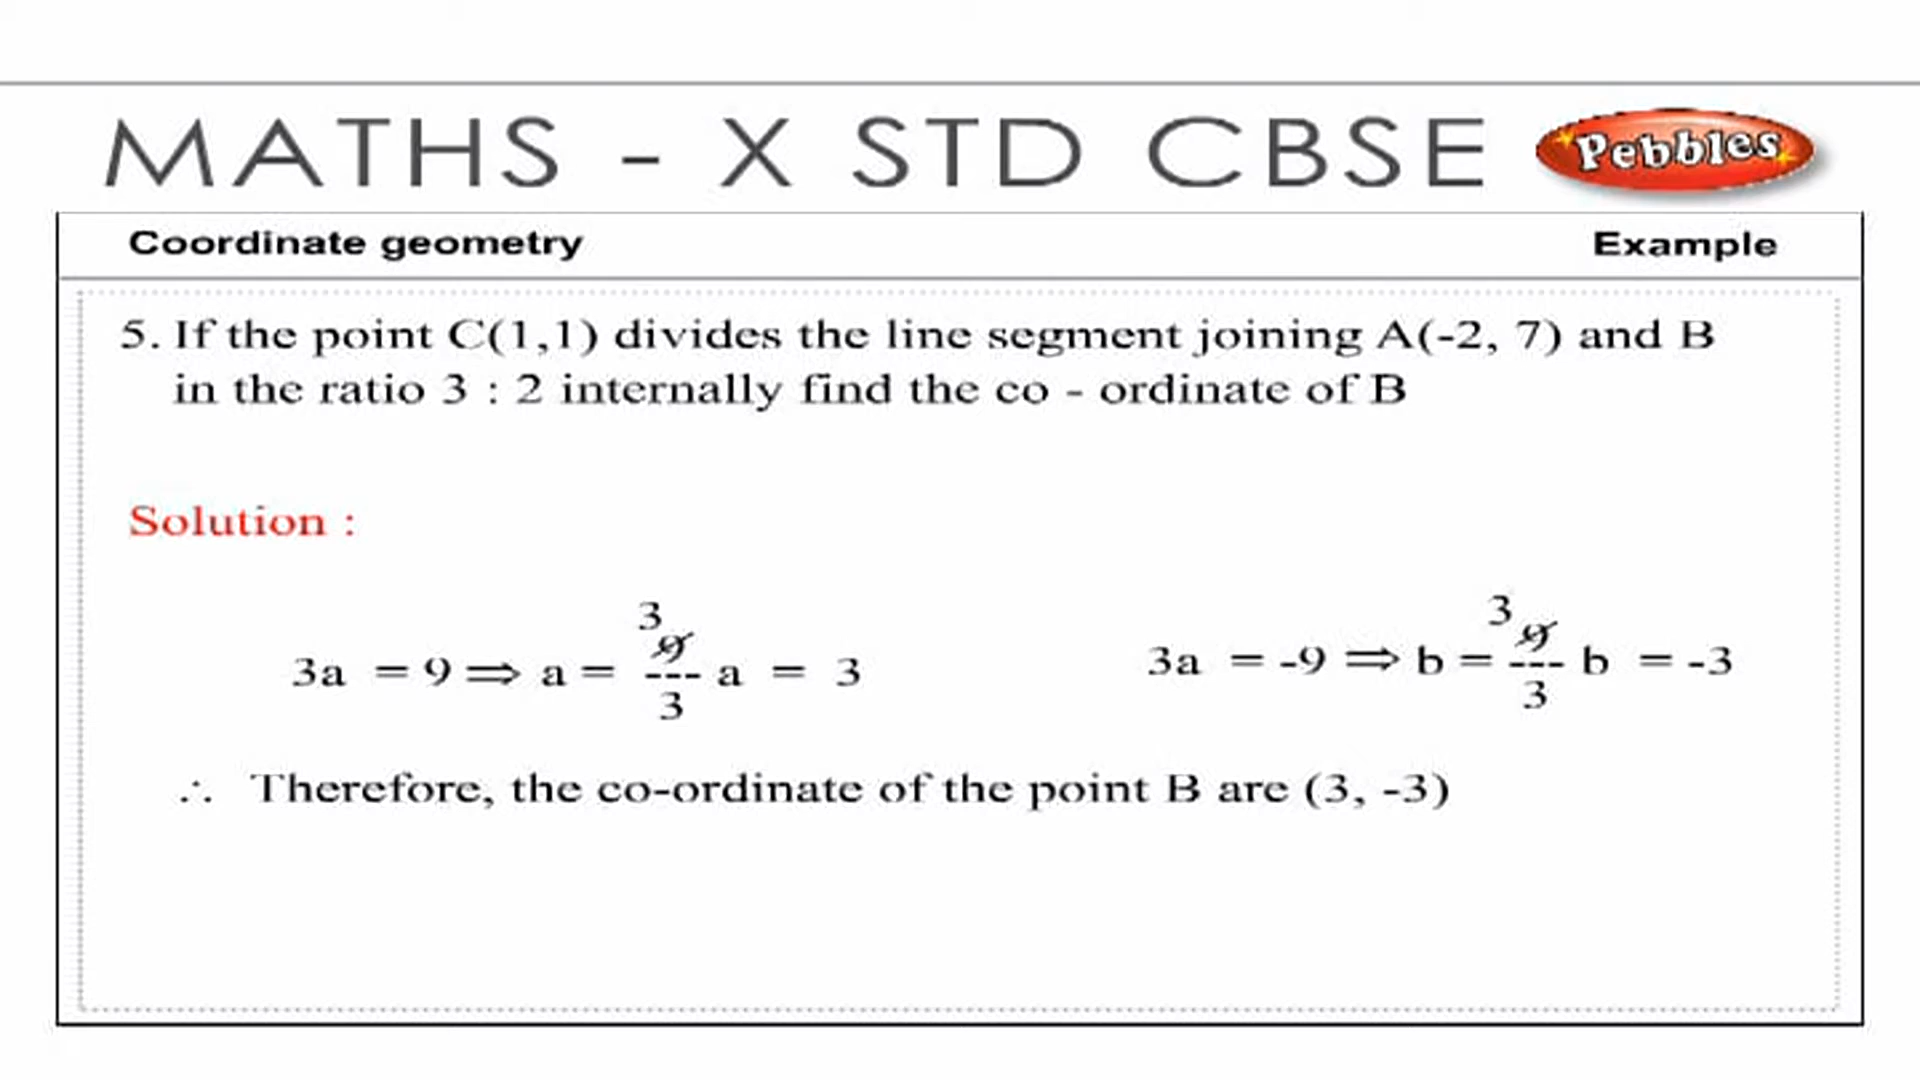 MATHS - X STD CBSE Pebbles
Coordinate geometry Example
5. If the point C(1,1) divides the line segment joining A(-2, 7) and B
in the ratio 3 : 2 internally find the co - ordinate of B
Solution :
3a = 9 ⟹ a = 3 9 --- 3 a = 3
3a = -9 ⟹ b = 3 9 --- 3 b = -3
∴ Therefore, the co-ordinate of the point B are (3, -3)